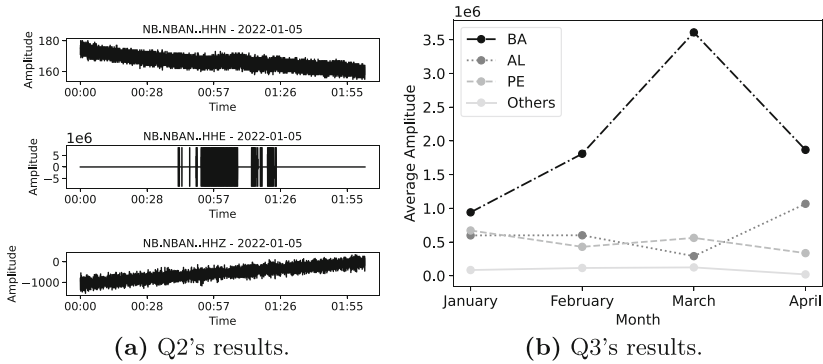 NB.NBAN..HHN - 2022-01-05
Amplitude
180
160
00:00 00:28 00:57 01:26 01:55
Time
NB.NBAN..HHE - 2022-01-05
1e6
Amplitude
5
0
−5
00:00 00:28 00:57 01:26 01:55
Time
NB.NBAN..HHZ - 2022-01-05
Amplitude
0
−1000
00:00 00:28 00:57 01:26 01:55
Time
(a) Q2's results.
1e6
BA
AL
PE
Others
Average Amplitude
3.5
3.0
2.5
2.0
1.5
1.0
0.5
0.0
January February March April
Month
(b) Q3's results.